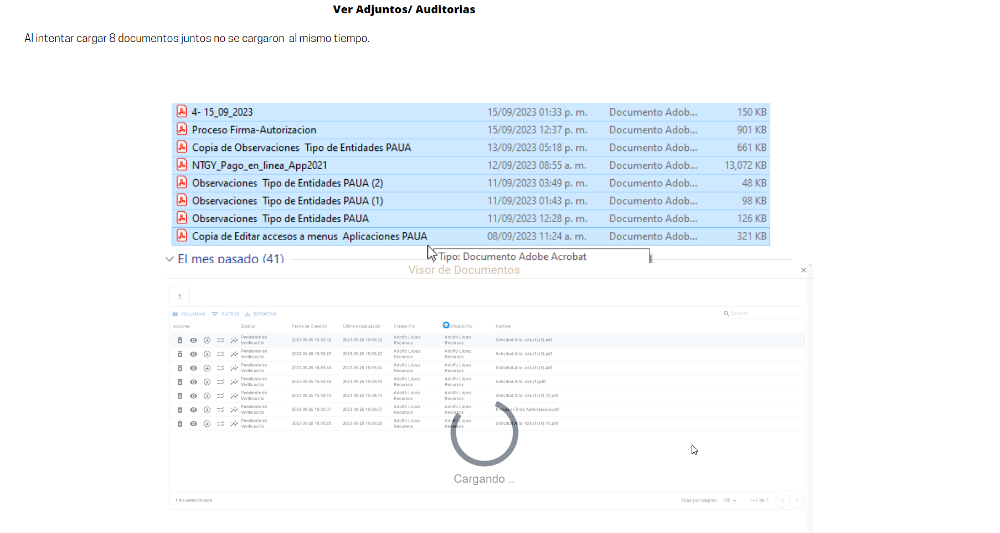 Ver Adjuntos/ Auditorias
Al intentar cargar 8 documentos juntos no se cargaron al mismo tiempo.
4- 15_09_2023 15/09/2023 01:33 p. m. Documento Adob... 150 KB
Proceso Firma-Autorizacion 15/09/2023 12:37 p. m. Documento Adob... 901 KB
Copia de Observaciones Tipo de Entidades PAUA 13/09/2023 05:18 p. m. Documento Adob... 661 KB
NTGY_Pago_en_linea_App2021 12/09/2023 08:55 a. m. Documento Adob... 13,072 KB
Observaciones Tipo de Entidades PAUA (2) 11/09/2023 03:49 p. m. Documento Adob... 48 KB
Observaciones Tipo de Entidades PAUA (1) 11/09/2023 01:43 p. m. Documento Adob... 98 KB
Observaciones Tipo de Entidades PAUA 11/09/2023 12:28 p. m. Documento Adob... 126 KB
Copia de Editar accesos a menus Aplicaciones PAUA 08/09/2023 11:24 a. m. Documento Adob... 321 KB
El mes pasado (41)
Tipo: Documento Adobe Acrobat
Visor de Documentos
COLUMNAS FILTROS EXPORTAR Buscar
Acciones Estatus Fecha de Creación Última Actualización Creado Por dificado Por Nombre
Pendiente de Adolfo López Adolfo López
Verificación 2023-09-25 15:50:32 2023-09-25 15:50:32 Recursos Recursos Solicitud Alta -icla (1) (1).pdf
Pendiente de Adolfo López Adolfo López
Verificación 2023-09-25 15:59:27 2023-09-25 15:59:27 Recursos Recursos Solicitud Alta -icla (1) (1).pdf
Pendiente de Adolfo López Adolfo López
Verificación 2023-09-25 15:59:44 2023-09-25 15:59:44 Recursos Recursos Solicitud Alta -icla (1) (1).pdf
Pendiente de Adolfo López Adolfo López
Verificación 2023-09-25 15:59:44 2023-09-25 15:59:44 Recursos Recursos Solicitud Alta -icla (1).pdf
Pendiente de Adolfo López Adolfo López
Verificación 2023-09-25 15:59:44 2023-09-25 15:59:44 Recursos Recursos Solicitud Alta -icla (1) (1) (1).pdf
Pendiente de Adolfo López Adolfo López
Verificación 2023-09-25 16:00:07 2023-09-25 16:00:07 Recursos Recursos Proceso Firma-Autorizacion.pdf
Pendiente de Adolfo López Adolfo López
Verificación 2023-09-25 16:00:25 2023-09-25 16:00:25 Recursos Recursos Solicitud Alta -icla (1) (1) (1).pdf
Cargando ..
1 fila seleccionada Filas por página: 100 1–7 de 7